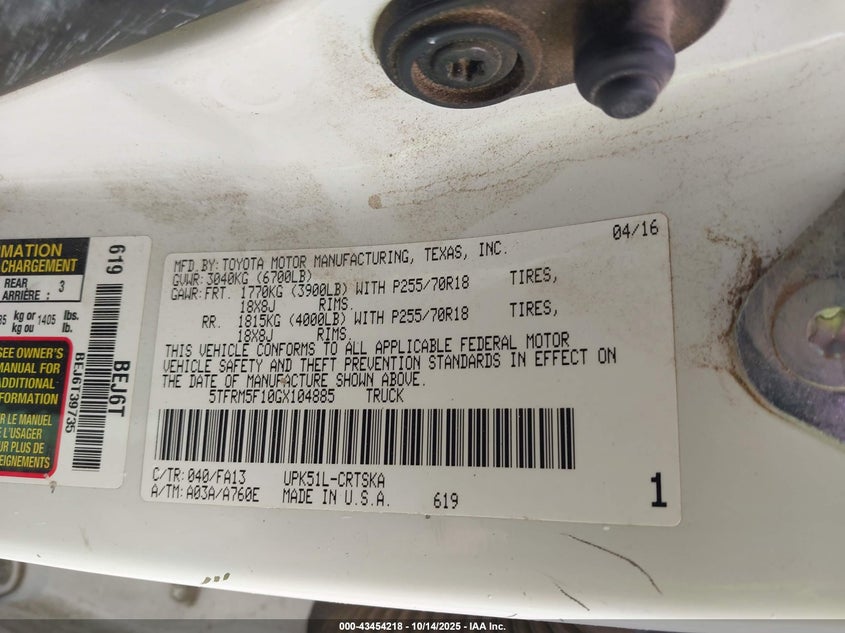 RMATION
CHARGEMENT
REAR
ARRIÈRE : 3
35 kg or 1405 lbs.
kg ou lb.
SEE OWNER'S
MANUAL FOR
ADDITIONAL
FORMATION
IR LE MANUEL
L'USAGER
UR PLUS DE
EIGNEMENTS
619
BEJ6T
BEJ6T39735
04/16
MFD.BY:TOYOTA MOTOR MANUFACTURING, TEXAS, INC.
GVWR:3040KG (6700LB)
GAWR:FRT. 1770KG (3900LB) WITH P255/70R18 TIRES,
18X8J RIMS.
RR. 1815KG (4000LB) WITH P255/70R18 TIRES,
18X8J RIMS.
THIS VEHICLE CONFORMS TO ALL APPLICABLE FEDERAL MOTOR
VEHICLE SAFETY AND THEFT PREVENTION STANDARDS IN EFFECT ON
THE DATE OF MANUFACTURE SHOWN ABOVE.
5TFRM5F10GX104885 TRUCK
C/TR:040/FA13 UPK51L-CRTSKA
A/TM:A03A/A760E MADE IN U.S.A. 619 1
000-43454218 - 10/14/2025 - IAA Inc.